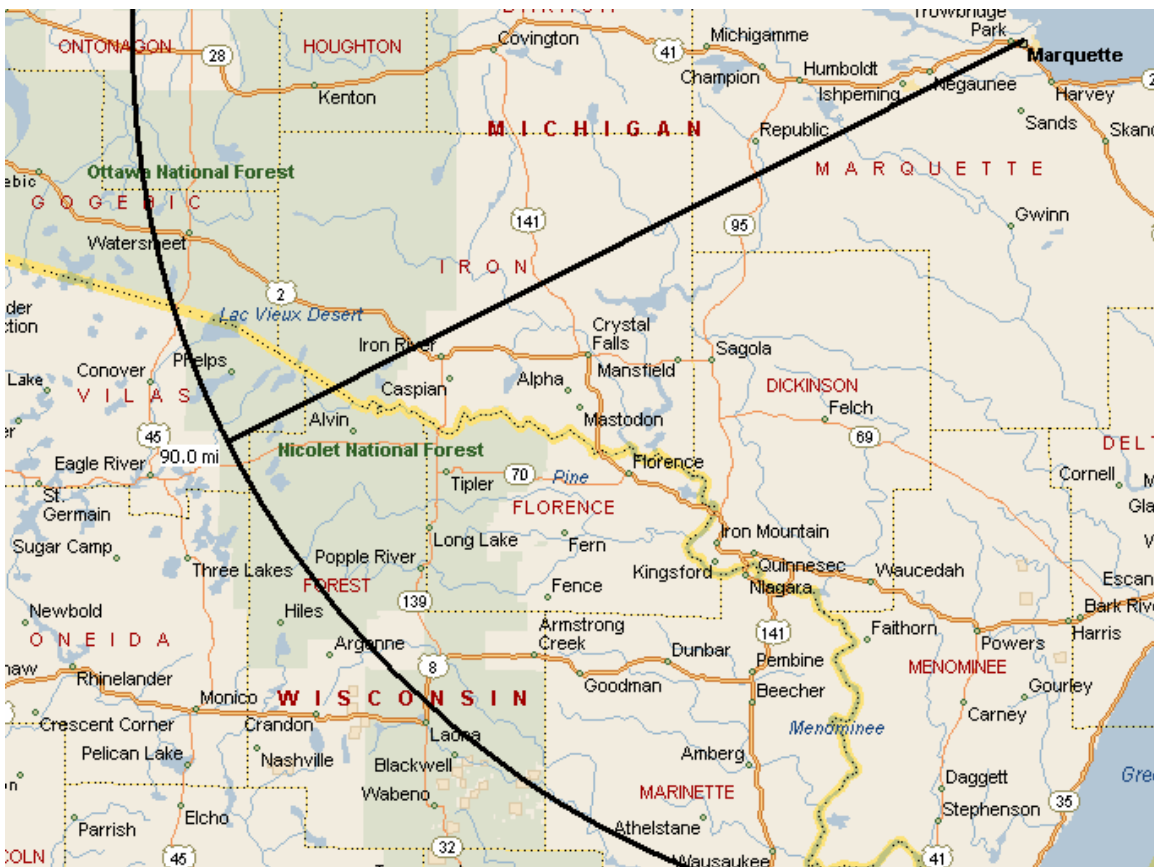 Trowbridge
Park
Marquette
ONTONAGON
28
HOUGHTON
Covington
41
Michigamme
Champion
Humboldt
Ishpeming
Negaunee
Harvey
Kenton
Sands
MICHIGAN
Republic
MARQUETTE
Ottawa National Forest
GOGEBIC
Gwinn
141
95
Watersmeet
IRON
2
Lac Vieux Desert
Crystal
Falls
Iron River
Phelps
Mansfield
Sagola
Conover
Lake
Caspian
Alpha
DICKINSON
VILAS
Alvin
Mastodon
Felch
45
90.0 mi
Nicolet National Forest
69
Eagle River
Florence
70
Pine
Tipler
Cornell
St.
Germain
FLORENCE
Sugar Camp
Long Lake
Fern
Iron Mountain
Three Lakes
Popple River
Kingsford
Quinnesec
Niagara
Waucedah
FOREST
Fence
139
Newbold
Hiles
Armstrong
Creek
Bark River
ONEIDA
Argonne
141
Faithorn
Powers
Harris
8
Dunbar
Pembine
MENOMINEE
Rhinelander
Goodman
Beecher
Gourley
Monico
WISCONSIN
Carney
Crescent Corner
Crandon
Laona
Menominee
Pelican Lake
Nashville
Blackwell
Amberg
Daggett
Wabeno
MARINETTE
35
Stephenson
Parrish
Elcho
Athelstane
45
32
Wausaukee
41